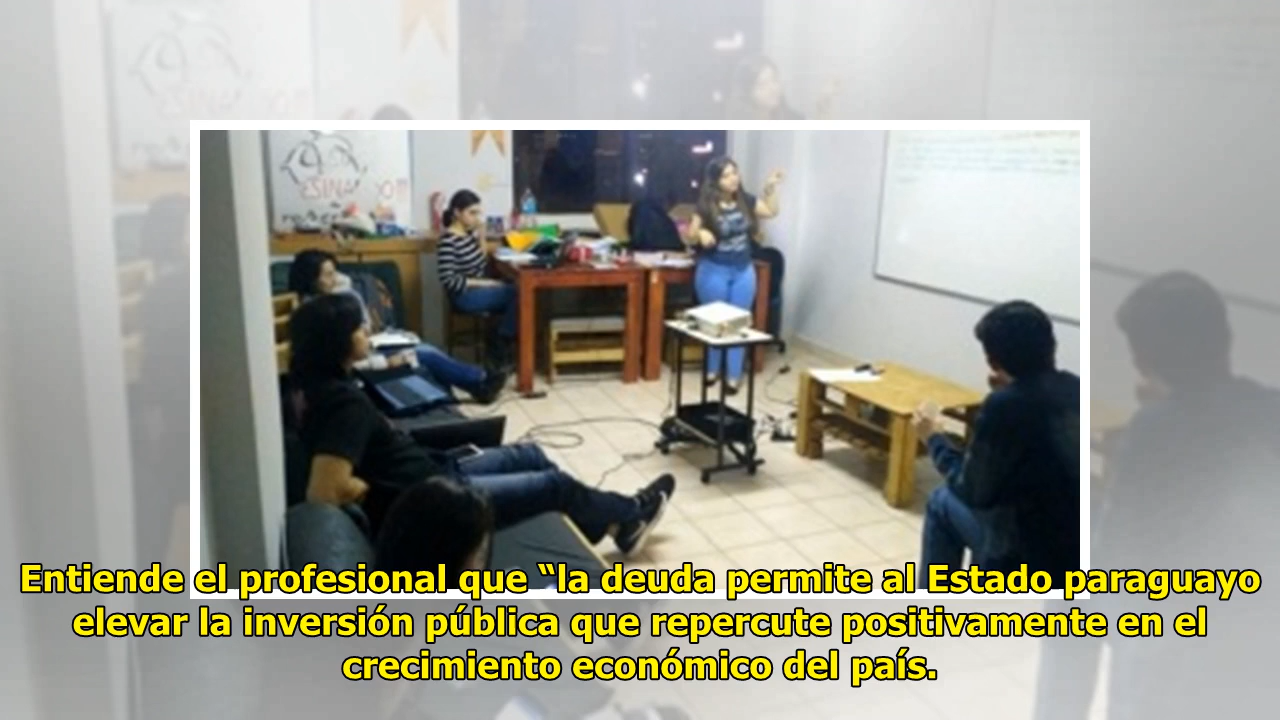 Entiende el profesional que “la deuda permite al Estado paraguayo
elevar la inversión pública que repercute positivamente en el
crecimiento económico del país.